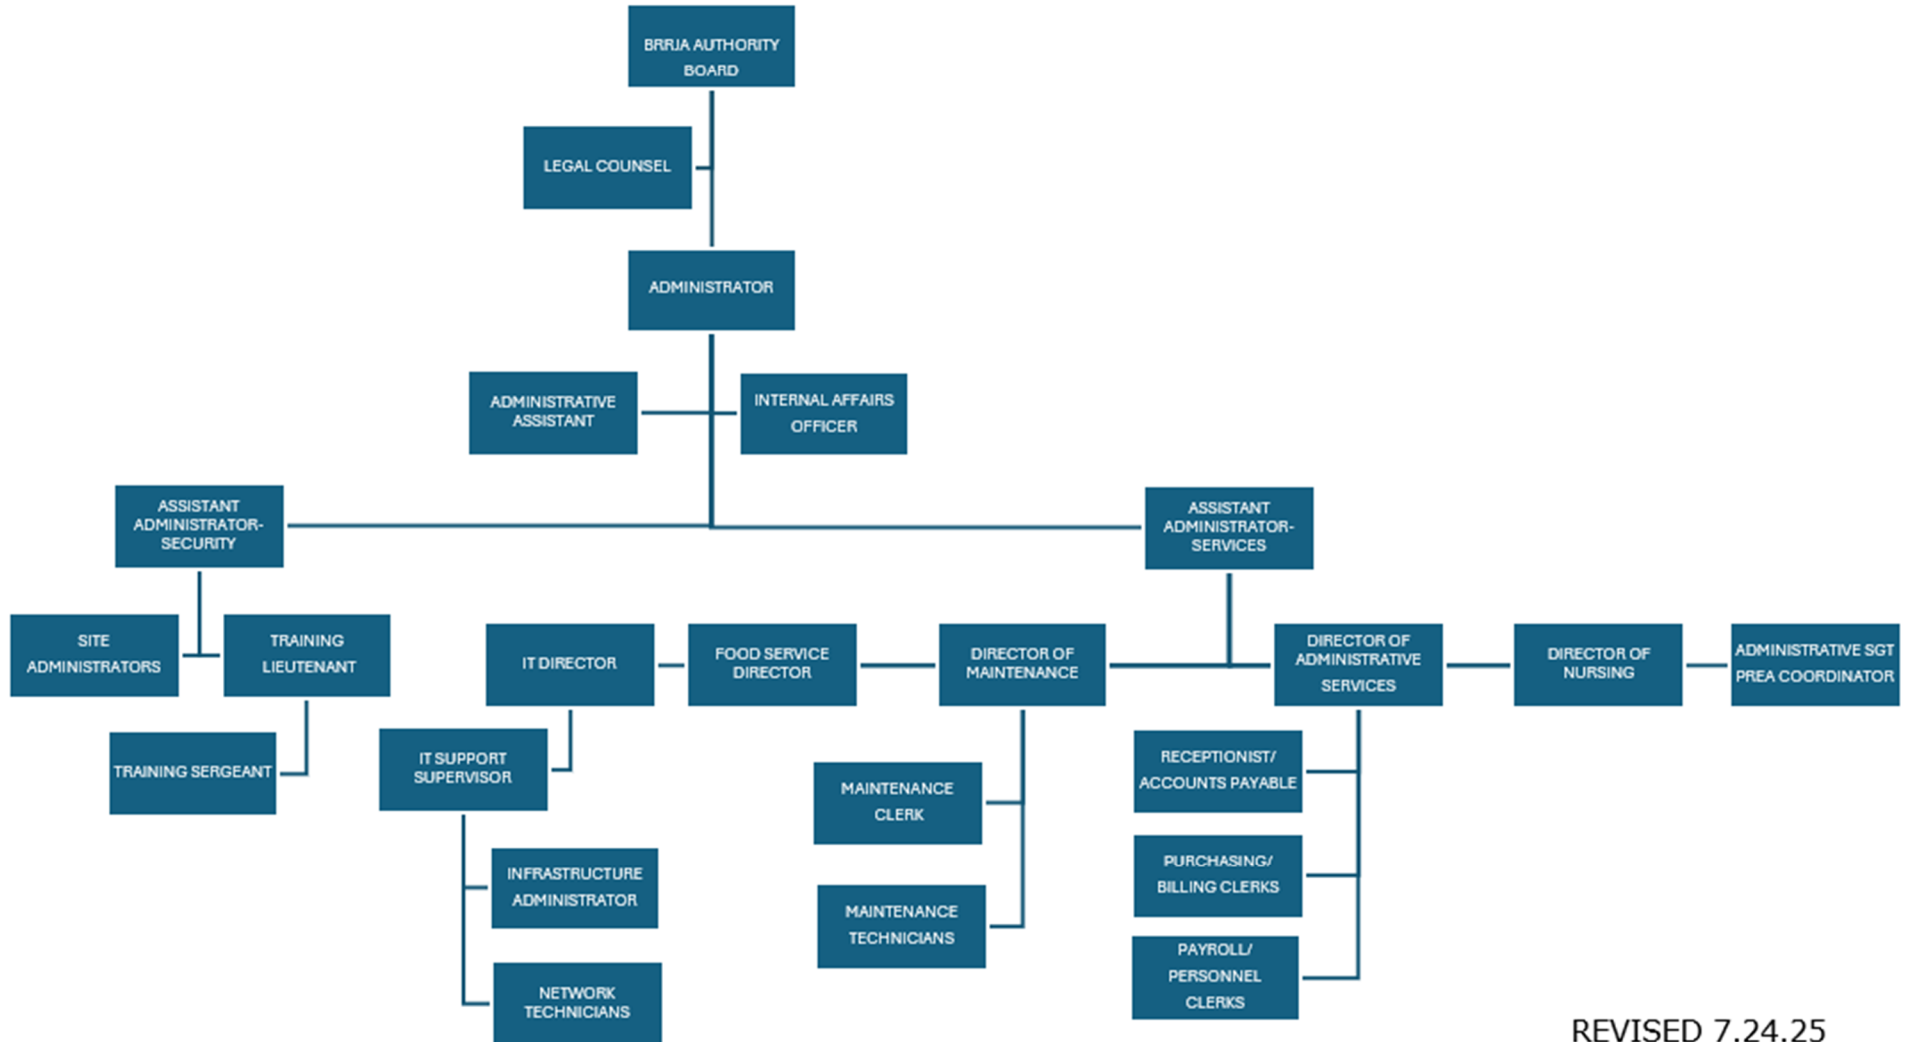 BRRJA AUTHORITY
BOARD
LEGAL COUNSEL
ADMINISTRATOR
ADMINISTRATIVE
ASSISTANT
INTERNAL AFFAIRS
OFFICER
ASSISTANT
ADMINISTRATOR-
SECURITY
ASSISTANT
ADMINISTRATOR-
SERVICES
SITE
ADMINISTRATORS
TRAINING
LIEUTENANT
IT DIRECTOR
FOOD SERVICE
DIRECTOR
DIRECTOR OF
MAINTENANCE
DIRECTOR OF
ADMINISTRATIVE
SERVICES
DIRECTOR OF
NURSING
ADMINISTRATIVE SGT
PREA COORDINATOR
TRAINING SERGEANT
IT SUPPORT
SUPERVISOR
MAINTENANCE
CLERK
RECEPTIONIST/
ACCOUNTS PAYABLE
INFRASTRUCTURE
ADMINISTRATOR
MAINTENANCE
TECHNICIANS
PURCHASING/
BILLING CLERKS
NETWORK
TECHNICIANS
PAYROLL/
PERSONNEL
CLERKS
REVISED 7.24.25